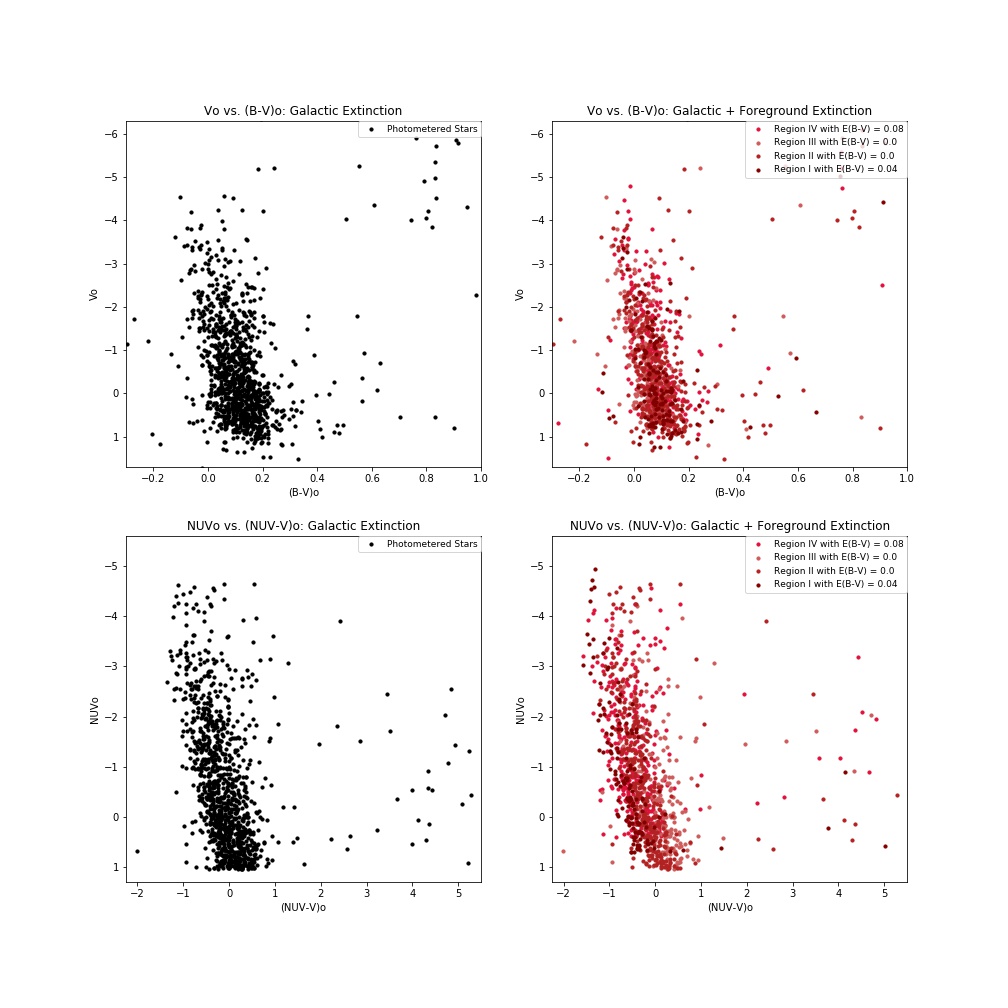 Vo vs. (B-V)o: Galactic Extinction
Photometered Stars
−6
−5
−4
−3
−2
−1
0
1
Vo
−0.2 0.0 0.2 0.4 0.6 0.8 1.0
(B-V)o
Vo vs. (B-V)o: Galactic + Foreground Extinction
Region IV with E(B-V) = 0.08
Region III with E(B-V) = 0.0
Region II with E(B-V) = 0.0
Region I with E(B-V) = 0.04
−6
−5
−4
−3
−2
−1
0
1
Vo
−0.2 0.0 0.2 0.4 0.6 0.8 1.0
(B-V)o
NUVo vs. (NUV-V)o: Galactic Extinction
Photometered Stars
−5
−4
−3
−2
−1
0
1
NUVo
−2 −1 0 1 2 3 4 5
(NUV-V)o
NUVo vs. (NUV-V)o: Galactic + Foreground Extinction
Region IV with E(B-V) = 0.08
Region III with E(B-V) = 0.0
Region II with E(B-V) = 0.0
Region I with E(B-V) = 0.04
−5
−4
−3
−2
−1
0
1
NUVo
−2 −1 0 1 2 3 4 5
(NUV-V)o